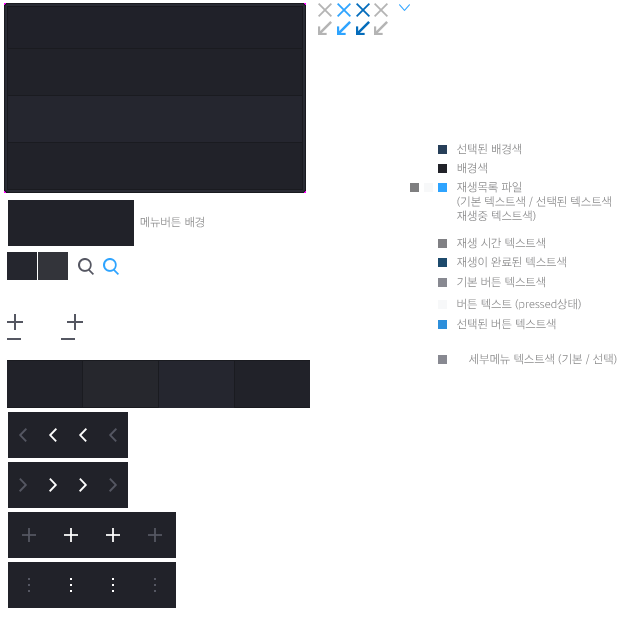 선택된 배경색
배경색
재생목록 파일
(기본 텍스트색 / 선택된 텍스트색
재생중 텍스트색)
메뉴버튼 배경
재생 시간 텍스트색
재생이 완료된 텍스트색
기본 버튼 텍스트색
버튼 텍스트 (pressed상태)
선택된 버튼 텍스트색
세부메뉴 텍스트색 (기본 / 선택)